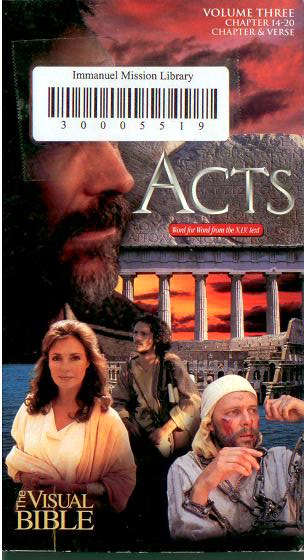 VOLUME THREE
CHAPTER 14-20
CHAPTER & VERSE
Immanuel Mission Library
30005519
ACTS
Word for Word from the N.I.V. text
The VISUAL
BIBLE